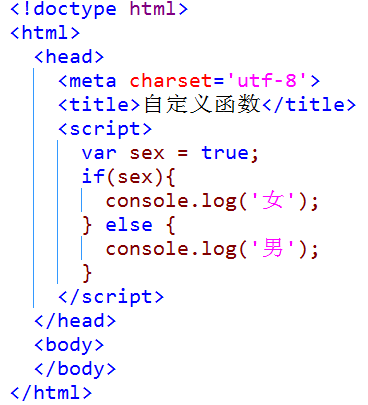 <!doctype html>
<html>
  <head>
    <meta charset='utf-8'>
    <title>自定义函数</title>
    <script>
      var sex = true;
      if(sex){
        console.log('女');
      } else {
        console.log('男');
      }
    </script>
  </head>
  <body>
  </body>
</html>